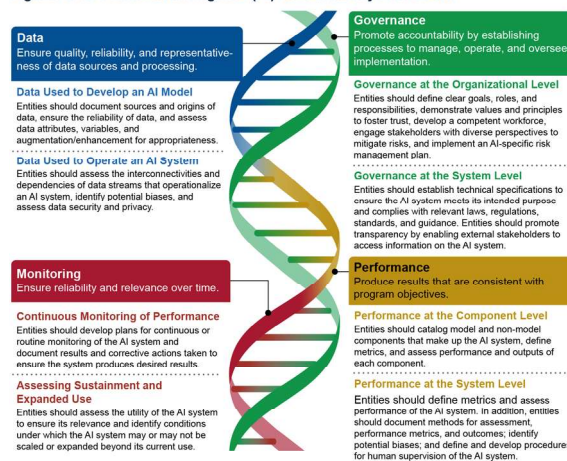 Data
Ensure quality, reliability, and representative-
ness of data sources and processing.
Data Used to Develop an AI Model
Entities should document sources and origins of
data, ensure the reliability of data, and assess
data attributes, variables, and
augmentation/enhancement for appropriateness.
Data Used to Operate an AI System
Entities should assess the interconnectivities and
dependencies of data streams that operationalize
an AI system, identify potential biases, and
assess data security and privacy.
Monitoring
Ensure reliability and relevance over time.
Continuous Monitoring of Performance
Entities should develop plans for continuous or
routine monitoring of the AI system and
document results and corrective actions taken to
ensure the system produces desired results.
Assessing Sustainment and
Expanded Use
Entities should assess the utility of the AI system
to ensure its relevance and identify conditions
under which the AI system may or may not be
scaled or expanded beyond its current use.
Governance
Promote accountability by establishing
processes to manage, operate, and oversee
implementation.
Governance at the Organizational Level
Entities should define clear goals, roles, and
responsibilities, demonstrate values and principles
to foster trust, develop a competent workforce,
engage stakeholders with diverse perspectives to
mitigate risks, and implement an AI-specific risk
management plan.
Governance at the System Level
Entities should establish technical specifications to
ensure the AI system meets its intended purpose
and complies with relevant laws, regulations,
standards, and guidance. Entities should promote
transparency by enabling external stakeholders to
access information on the AI system.
Performance
Produce results that are consistent with
program objectives.
Performance at the Component Level
Entities should catalog model and non-model
components that make up the AI system, define
metrics, and assess performance and outputs of
each component.
Performance at the System Level
Entities should define metrics and assess
performance of the AI system. In addition, entities
should document methods for assessment,
performance metrics, and outcomes; identify
potential biases; and define and develop procedures
for human supervision of the AI system.